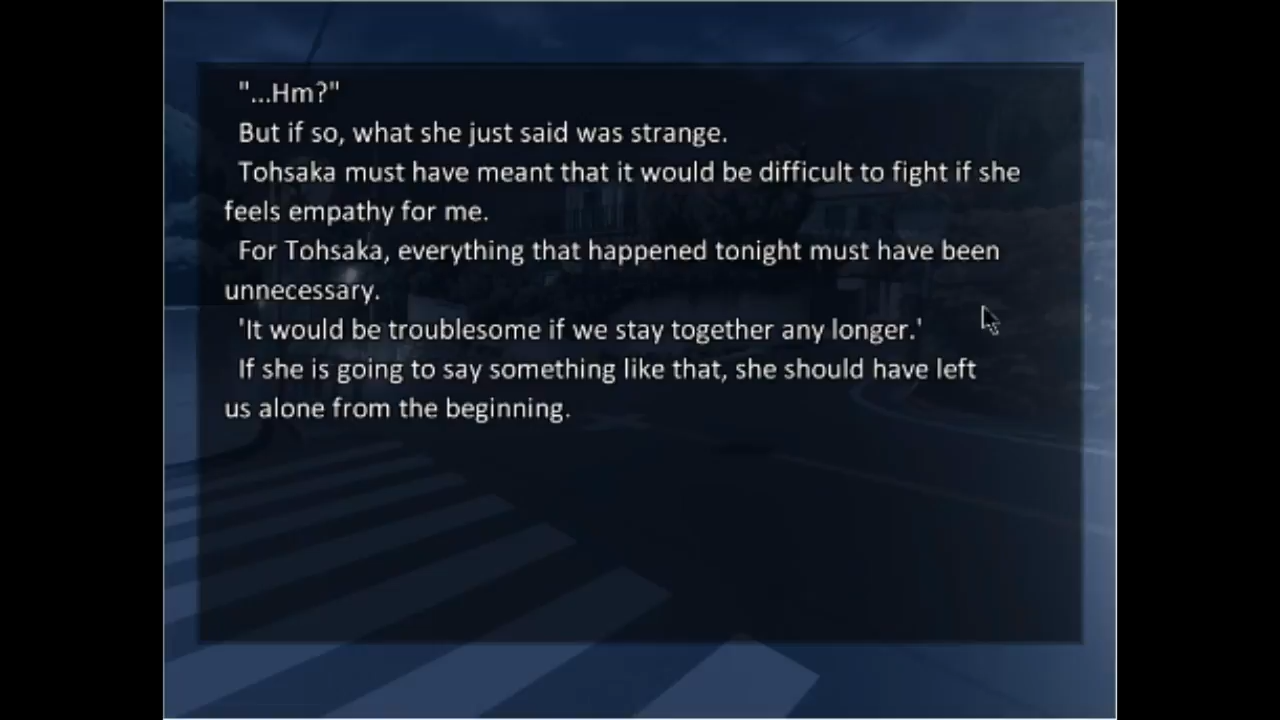 "...Hm?"
But if so, what she just said was strange.
Tohsaka must have meant that it would be difficult to fight if she
feels empathy for me.
For Tohsaka, everything that happened tonight must have been
unnecessary.
'It would be troublesome if we stay together any longer.'
If she is going to say something like that, she should have left
us alone from the beginning.